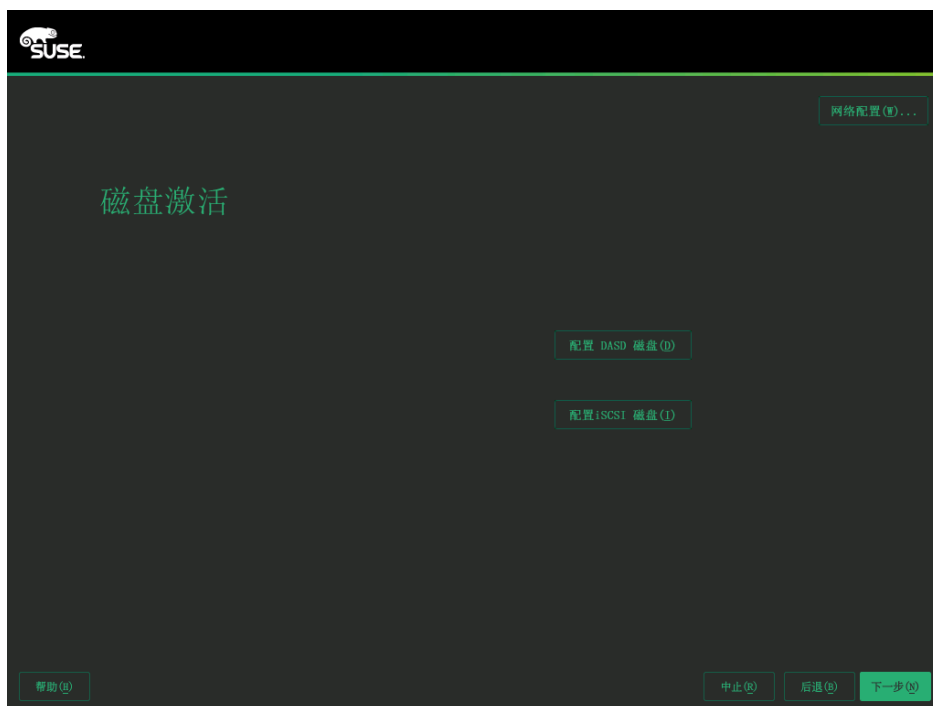 SUSE.
网络配置(W)...
磁盘激活
配置 DASD 磁盘(D)
配置iSCSI 磁盘(I)
帮助(H) 中止(R) 后退(B) 下一步(N)